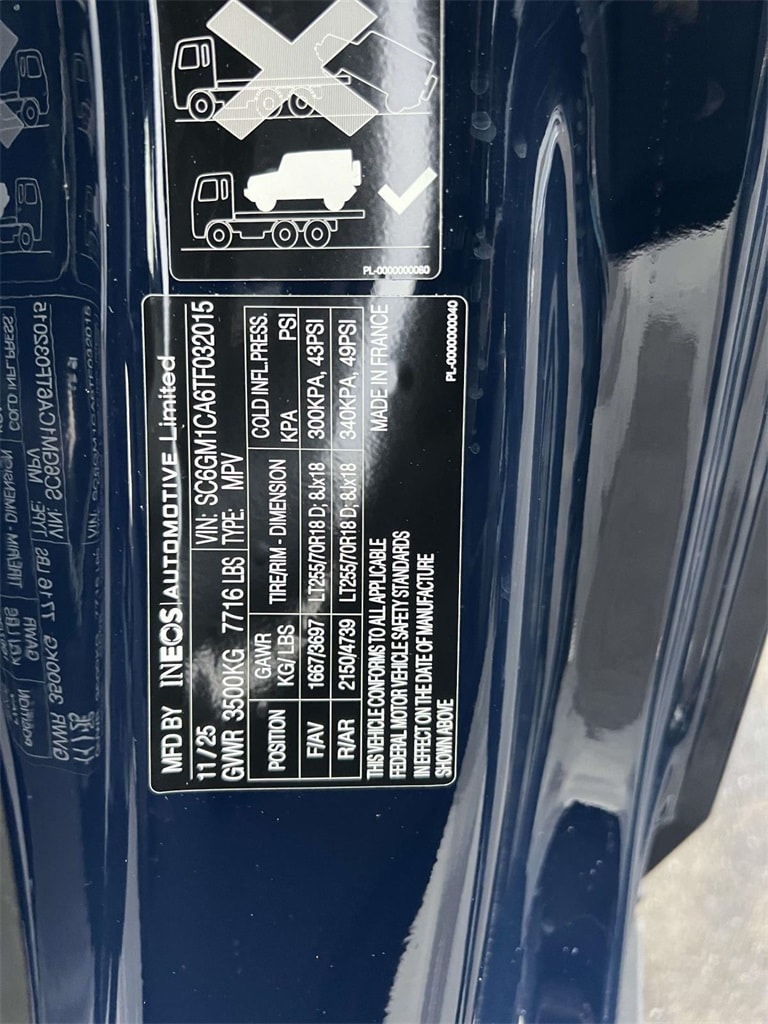 PL-0000000080
MFD BY INEOS AUTOMOTIVE Limited
11/25 VIN: SC6GM1CA6TF032015
GVWR 3500KG 7716 LBS TYPE: MPV
POSITION GAWR KG/LBS TIRE/RIM - DIMENSION COLD INFL.PRESS. KPA PSI
F/AV 1667/3697 LT255/70R18 D; 8Jx18 300KPA, 43PSI
R/AR 2150/4739 LT255/70R18 D; 8Jx18 340KPA, 49PSI
THIS VEHICLE CONFORMS TO ALL APPLICABLE MADE IN FRANCE
FEDERAL MOTOR VEHICLE SAFETY STANDARDS
IN EFFECT ON THE DATE OF MANUFACTURE
SHOWN ABOVE
PL-0000000040